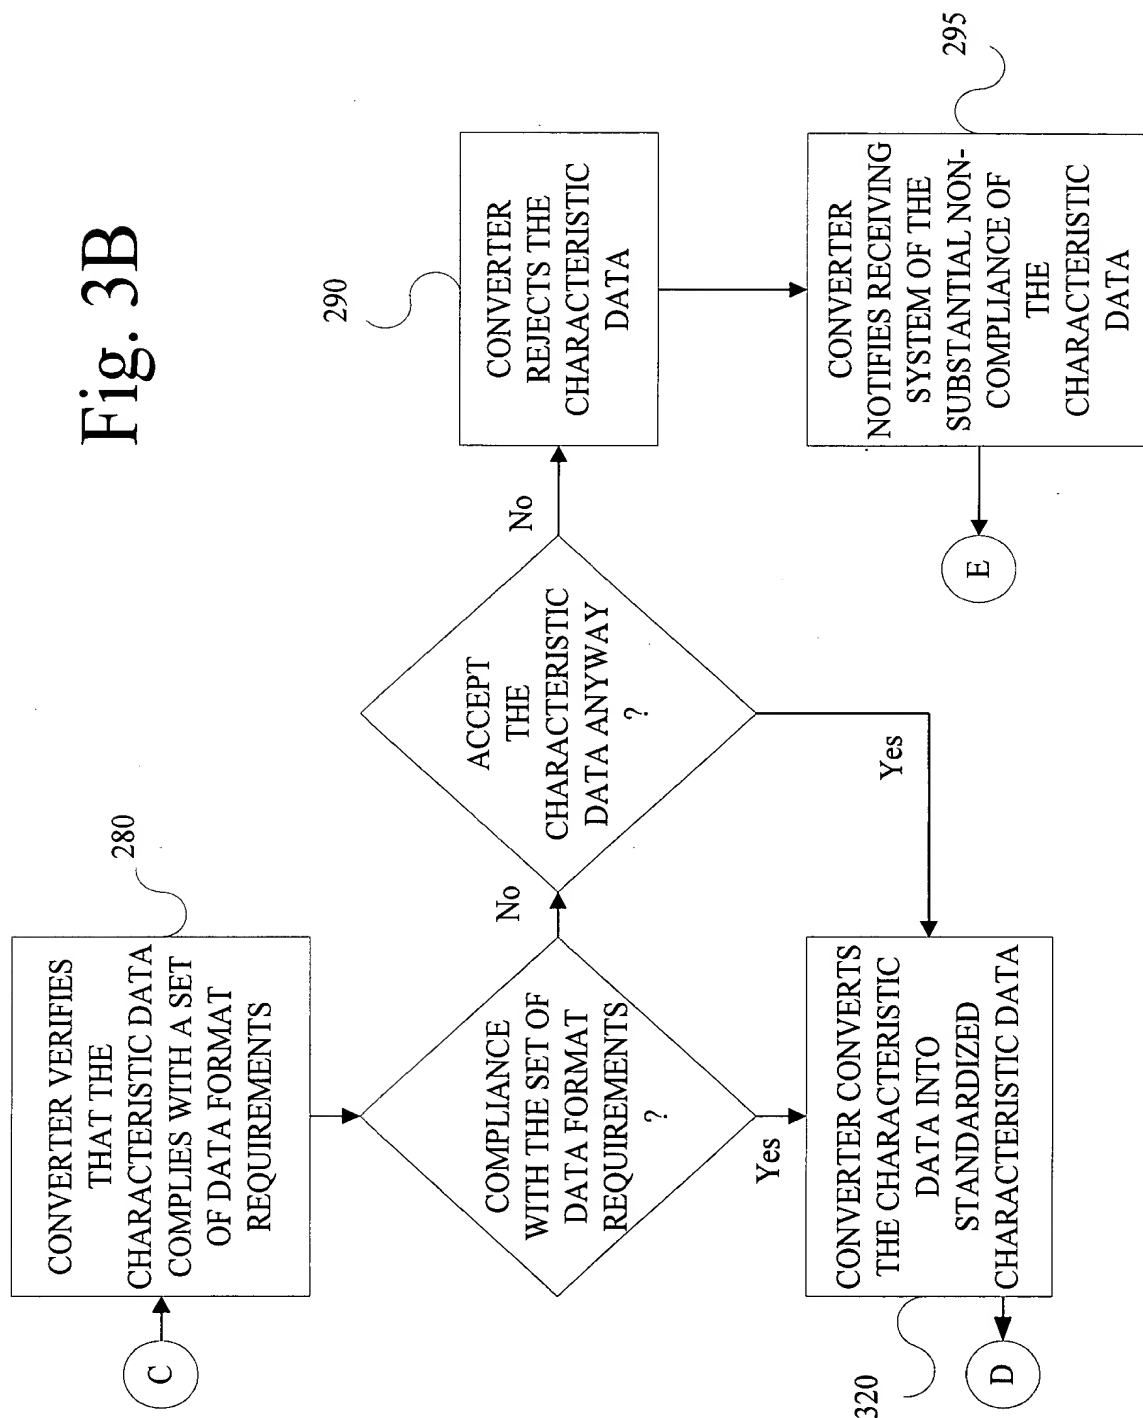 Fig. 3B
C
CONVERTER VERIFIES
THAT THE
CHARACTERISTIC DATA
COMPLIES WITH A SET
OF DATA FORMAT
REQUIREMENTS
280
COMPLIANCE
WITH THE SET OF
DATA FORMAT
REQUIREMENTS
?
No
Yes
ACCEPT
THE
CHARACTERISTIC
DATA ANYWAY
?
No
Yes
CONVERTER
REJECTS THE
CHARACTERISTIC
DATA
290
CONVERTER
NOTIFIES RECEIVING
SYSTEM OF THE
SUBSTANTIAL NON-
COMPLIANCE OF
THE
CHARACTERISTIC
DATA
295
E
CONVERTER CONVERTS
THE CHARACTERISTIC
DATA INTO
STANDARDIZED
CHARACTERISTIC DATA
320
D